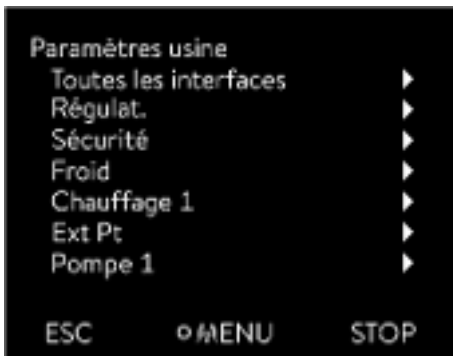 Paramètres usine
Toutes les interfaces
Régulat.
Sécurité
Froid
Chauffage 1
Ext Pt
Pompe 1
ESC MENU STOP